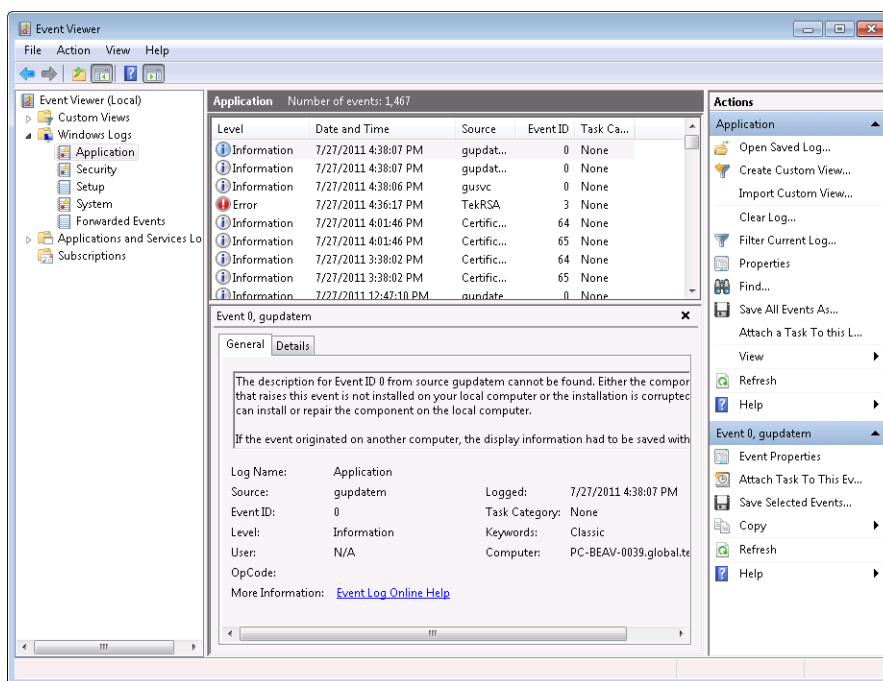 Event Viewer
File Action View Help
Event Viewer (Local)
Custom Views
Windows Logs
Application
Security
Setup
System
Forwarded Events
Applications and Services Lo
Subscriptions
Application Number of events: 1,467
Level Date and Time Source Event ID Task Ca...
Information 7/27/2011 4:38:07 PM gupdat... 0 None
Information 7/27/2011 4:38:07 PM gupdat... 0 None
Information 7/27/2011 4:38:06 PM gusvc 0 None
Error 7/27/2011 4:36:17 PM TekRSA 3 None
Information 7/27/2011 4:01:46 PM Certific... 64 None
Information 7/27/2011 4:01:46 PM Certific... 65 None
Information 7/27/2011 3:38:02 PM Certific... 64 None
Information 7/27/2011 3:38:02 PM Certific... 65 None
Information 7/27/2011 12:47:10 PM gupdate 0 None
Event 0, gupdatem
General Details
The description for Event ID 0 from source gupdatem cannot be found. Either the compor
that raises this event is not installed on your local computer or the installation is corruptec
can install or repair the component on the local computer.
If the event originated on another computer, the display information had to be saved with
Log Name: Application
Source: gupdatem Logged: 7/27/2011 4:38:07 PM
Event ID: 0 Task Category: None
Level: Information Keywords: Classic
User: N/A Computer: PC-BEAV-0039.global.te
OpCode:
More Information: Event Log Online Help
Actions
Application
Open Saved Log...
Create Custom View...
Import Custom View...
Clear Log...
Filter Current Log...
Properties
Find...
Save All Events As...
Attach a Task To this L...
View
Refresh
Help
Event 0, gupdatem
Event Properties
Attach Task To This Ev...
Save Selected Events...
Copy
Refresh
Help